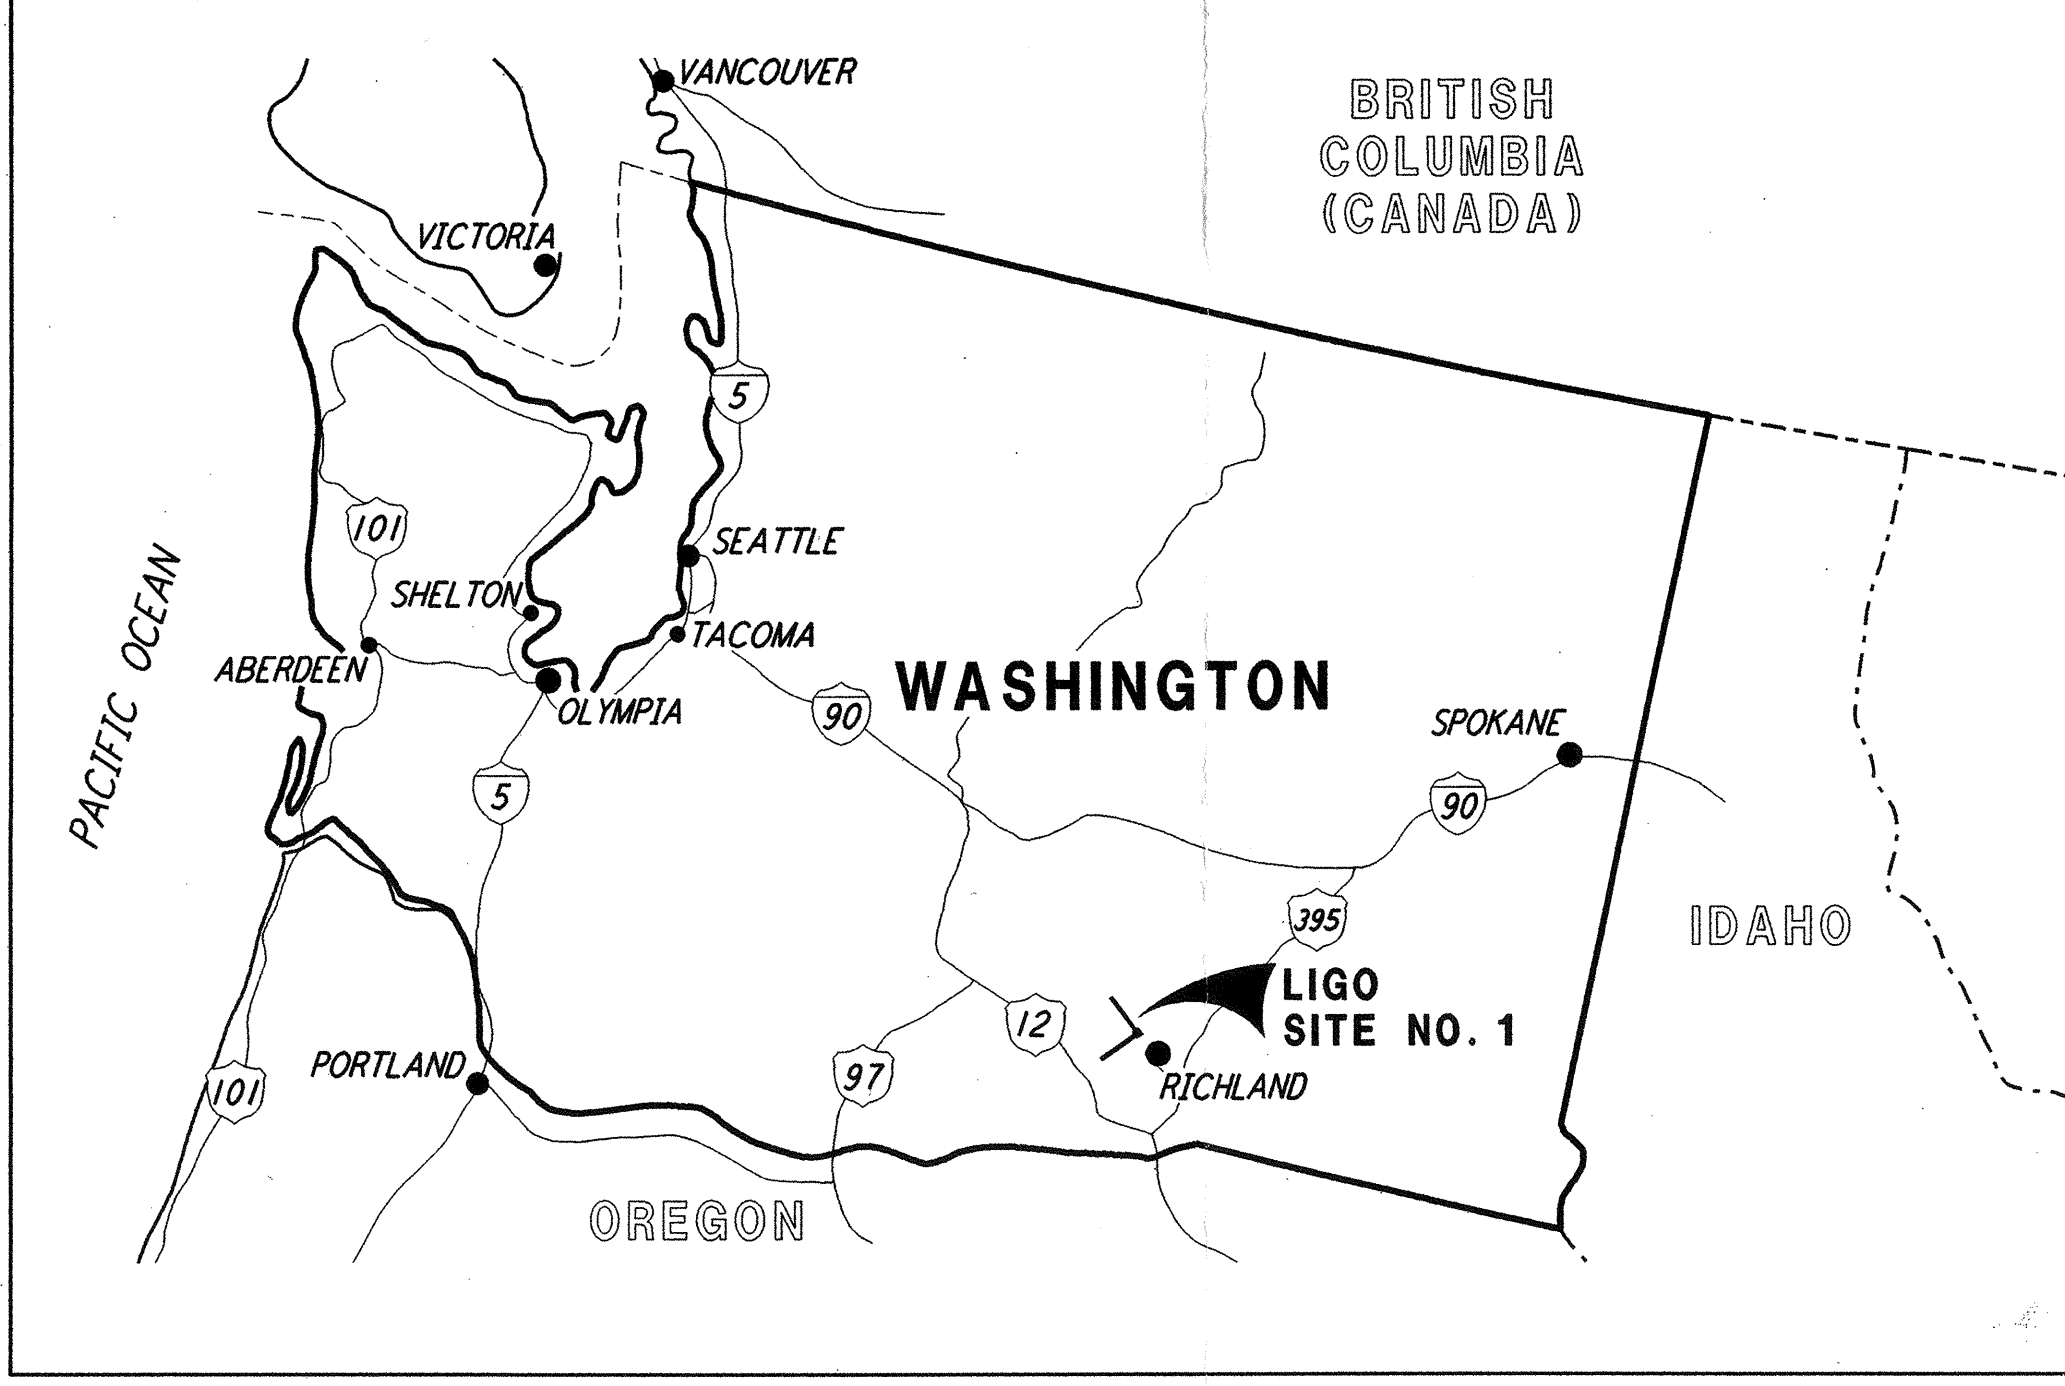 VANCOUVER
BRITISH
COLUMBIA
(CANADA)
VICTORIA
5
101
SEATTLE
SHELTON
TACOMA
ABERDEEN
PACIFIC OCEAN
OLYMPIA
90
WASHINGTON
SPOKANE
5
90
395
IDAHO
LIGO
SITE NO. 1
12
PORTLAND
97
101
RICHLAND
OREGON